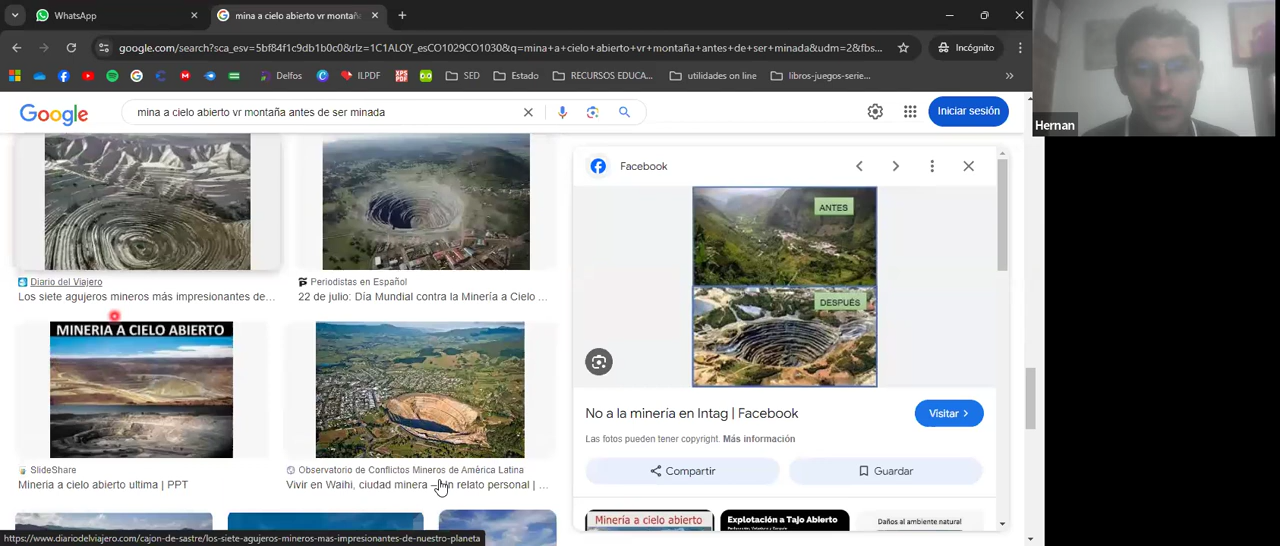 WhatsApp
mina a cielo abierto vr montaña
google.com/search?sca_esv=5bf84f1c9db1b0c0&rlz=1C1ALOY_esCO1029CO1030&q=mina+a+cielo+abierto+vr+montaña+antes+de+ser+minada&udm=2&fbs...
Incógnito
Delfos
ILPDF
SED
Estado
RECURSOS EDUCA...
utilidades on line
libros-juegos-serie...
Hernan
Google
mina a cielo abierto vr montaña antes de ser minada
Iniciar sesión
Facebook
ANTES
DESPUÉS
Diario del Viajero
Los siete agujeros mineros más impresionantes de...
Periodistas en Español
22 de julio: Día Mundial contra la Minería a Cielo ...
MINERIA A CIELO ABIERTO
SlideShare
Mineria a cielo abierto ultima | PPT
Observatorio de Conflictos Mineros de América Latina
Vivir en Waihi, ciudad minera – un relato personal | ...
No a la minería en Intag | Facebook
Visitar
Las fotos pueden tener copyright. Más información
Compartir
Guardar
Minería a cielo abierto
Explotación a Tajo Abierto
Daños al ambiente natural
https://www.diariodelviajero.com/cajon-de-sastre/los-siete-agujeros-mineros-mas-impresionantes-de-nuestro-planeta